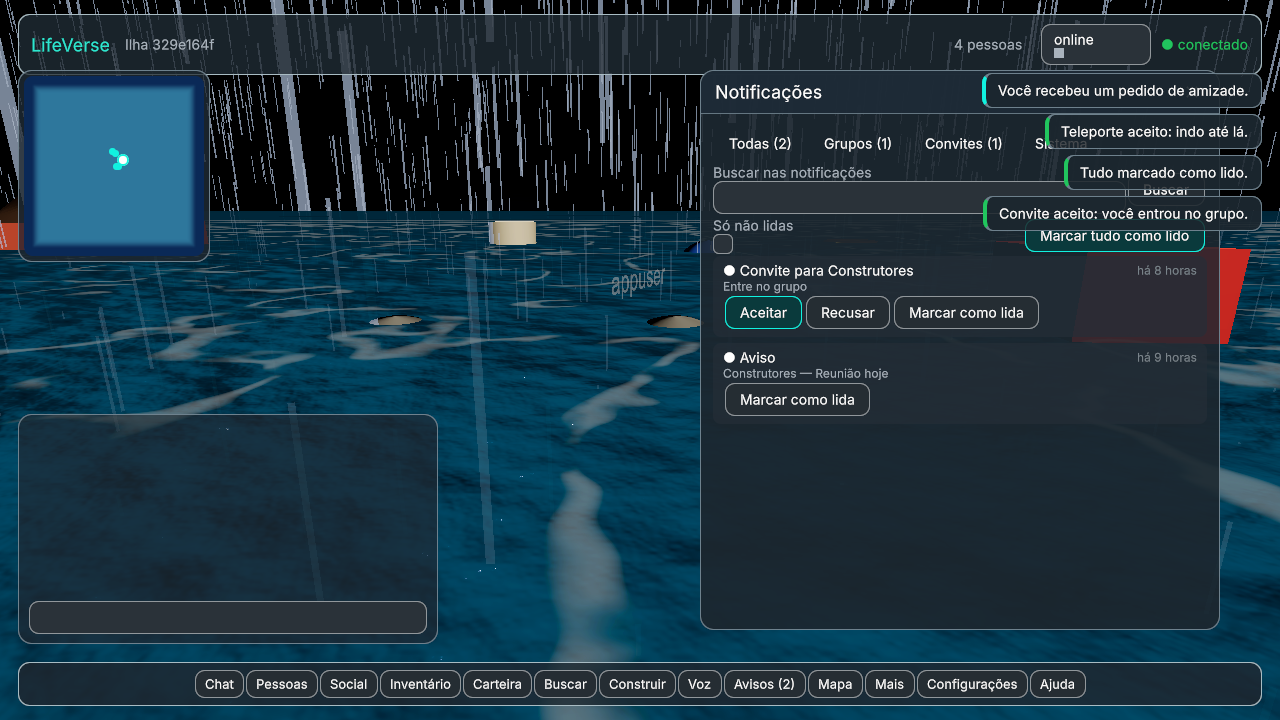 LifeVerse Ilha 329e164f 4 pessoas online conectado
Notificações
Você recebeu um pedido de amizade.
Teleporte aceito: indo até lá.
Tudo marcado como lido.
Convite aceito: você entrou no grupo.
Todas (2) Grupos (1) Convites (1) Sistema
Buscar nas notificações
Buscar
Só não lidas
Marcar tudo como lido
Convite para Construtores há 8 horas
Entre no grupo
Aceitar Recusar Marcar como lida
Aviso há 9 horas
Construtores — Reunião hoje
Marcar como lida
appuser
Chat Pessoas Social Inventário Carteira Buscar Construir Voz Avisos (2) Mapa Mais Configurações Ajuda